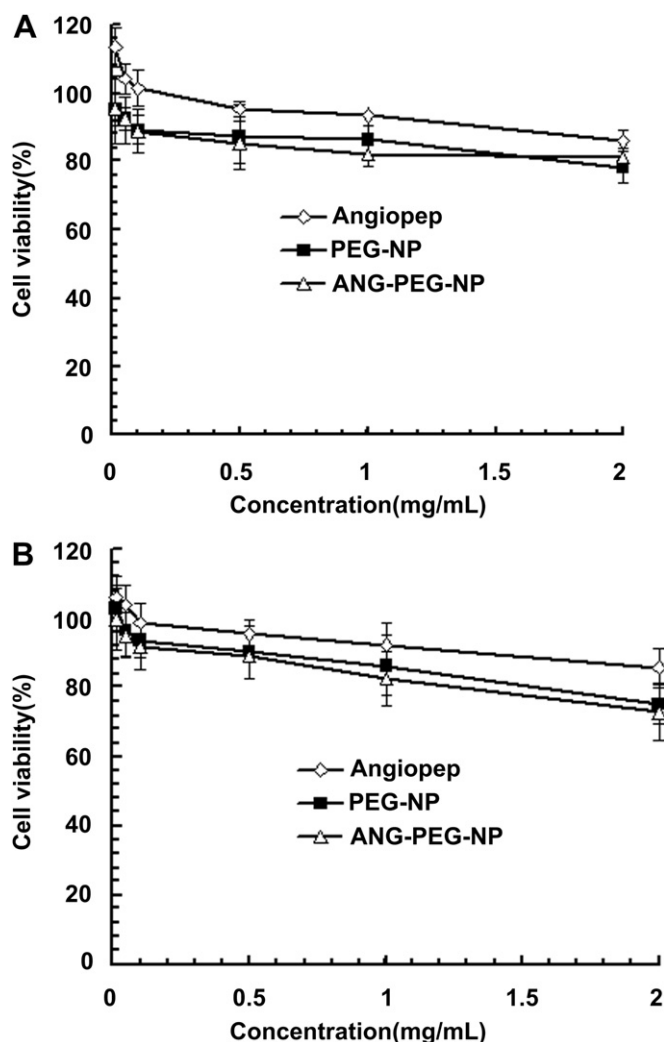 A
120
100
80
60
40
20
0
Cell viability(%)
Angiopep
PEG-NP
ANG-PEG-NP
0 0.5 1 1.5 2
Concentration(mg/mL)
B
120
100
80
60
40
20
0
Cell viability(%)
Angiopep
PEG-NP
ANG-PEG-NP
0 0.5 1 1.5 2
Concentration(mg/mL)